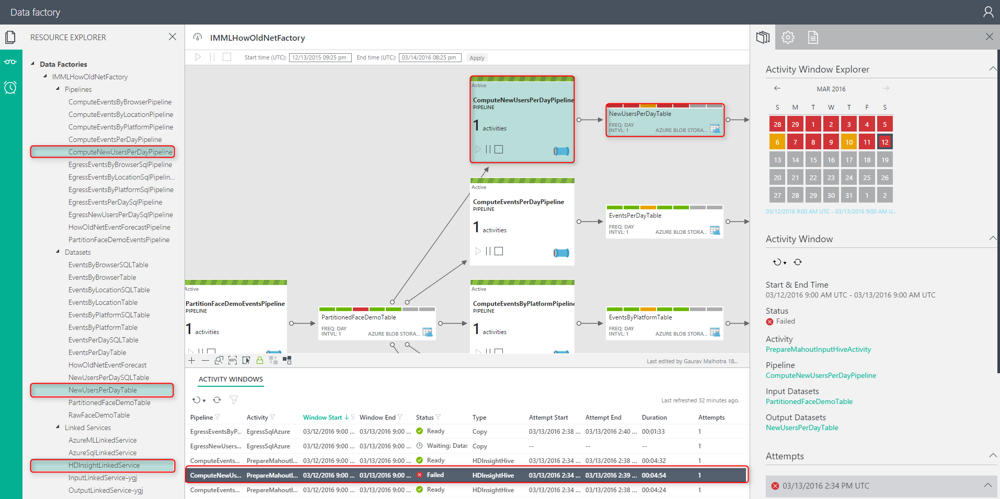 Data factory
RESOURCE EXPLORER
Data Factories
IMMLHowOldNetFactory
Pipelines
ComputeEventsByBrowserPipeline
ComputeEventsByLocationPipeline
ComputeEventsByPlatformPipeline
ComputeEventsPerDayPipeline
ComputeNewUsersPerDayPipeline
EgressEventsByBrowserSqlPipeline
EgressEventsByLocationSqlPipelin...
EgressEventsByPlatformSqlPipeline
EgressEventsPerDaySqlPipeline
EgressNewUsersPerDaySqlPipeline
HowOldNetEventForecastPipeline
PartitionFaceDemoEventsPipeline
Datasets
EventsByBrowserSQLTable
EventsByBrowserTable
EventsByLocationSQLTable
EventsByLocationTable
EventsByPlatformSQLTable
EventsByPlatformTable
EventsPerDaySQLTable
EventsPerDayTable
HowOldNetEventForecast
NewUsersPerDaySQLTable
NewUsersPerDayTable
PartitionedFaceDemoTable
RawFaceDemoTable
Linked Services
AzureMLLinkedService
AzureSqlLinkedService
HDInsightLinkedService
InputLinkedService-ygj
OutputLinkedService-ygj
IMMLHowOldNetFactory
Start time (UTC): 12/13/2015 09:25 pm End time (UTC): 03/14/2016 08:25 pm Apply
Active
ComputeNewUsersPerDayPipeline
PIPELINE
1 activities
NewUsersPerDayTable
FREQ: DAY
INTVL: 1 AZURE BLOB STORA...
Active
ComputeEventsPerDayPipeline
PIPELINE
1 activities
EventsPerDayTable
FREQ: DAY
INTVL: 1 AZURE BLOB STORA...
Active
PartitionFaceDemoEventsPipeline
PIPELINE
1 activities
PartitionedFaceDemoTable
FREQ: DAY
INTVL: 1 AZURE BLOB STORA...
Active
ComputeEventsByPlatformPipeline
PIPELINE
1 activities
EventsByPlatformTable
FREQ: DAY
INTVL: 1 AZURE BLOB STORA...
100%
Last edited by Gaurav Malhotra 18...
ACTIVITY WINDOWS
Last refreshed 32 minutes ago.
Pipeline Activity Window Start Window End Status Type Attempt Start Attempt End Duration Attempts
EgressEventsByP... EgressSqlAzure 03/12/2016 9:00 ... 03/13/2016 9:00 ... Ready Copy 03/13/2016 2:38 ... 03/13/2016 2:40 ... 00:01:33 1
EgressNewUsers... EgressSqlAzure 03/12/2016 9:00 ... 03/13/2016 9:00 ... Waiting: Datas Copy -- -- -- 1
ComputeEvents... PrepareMahoutI... 03/12/2016 9:00 ... 03/13/2016 9:00 ... Ready HDInsightHive 03/13/2016 2:34 ... 03/13/2016 2:38 ... 00:04:32 1
ComputeNewUs... PrepareMahoutI... 03/12/2016 9:00 ... 03/13/2016 9:00 ... Failed HDInsightHive 03/13/2016 2:34 ... 03/13/2016 2:39 ... 00:04:54 1
ComputeEvents... PrepareMahoutI... 03/12/2016 9:00 ... 03/13/2016 9:00 ... Ready HDInsightHive 03/13/2016 2:34 ... 03/13/2016 2:38 ... 00:04:24 1
Activity Window Explorer
MAR 2016
S M T W T F S
28 29 1 2 3 4 5
6 7 8 9 10 11 12
13 14 15 16 17 18 19
20 21 22 23 24 25 26
27 28 29 30 31 1 2
03/12/2016 9:00 AM UTC - 03/13/2016 9:00 AM U...
Activity Window
Start & End Time
03/12/2016 9:00 AM UTC - 03/13/2016 9:00 AM UTC
Status
Failed
Activity
PrepareMahoutInputHiveActivity
Pipeline
ComputeNewUsersPerDayPipeline
Input Datasets
PartitionedFaceDemoTable
Output Datasets
NewUsersPerDayTable
Attempts
03/13/2016 2:34 PM UTC